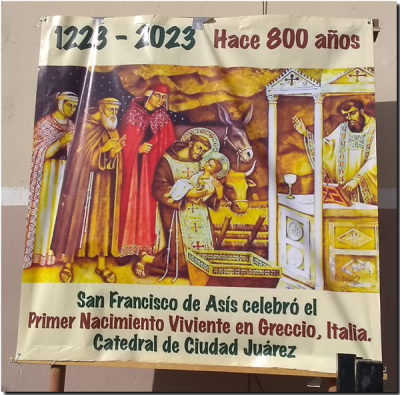 1223 - 2023 Hace 800 años
San Francisco de Asís celebró el
Primer Nacimiento Viviente en Greccio, Italia.
Catedral de Ciudad Juárez